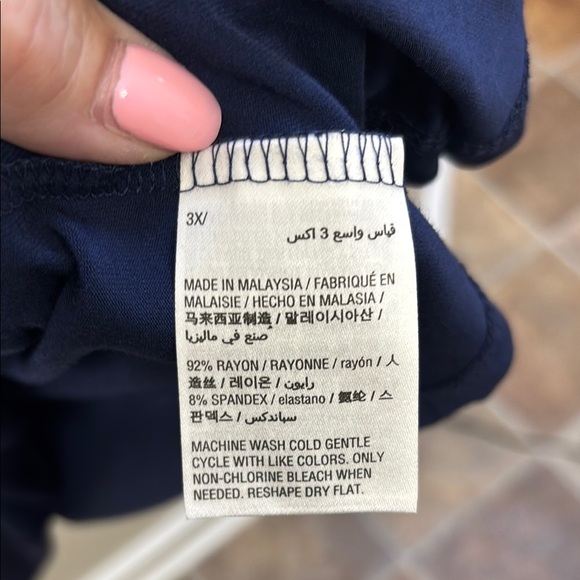 3X/
قياس واسع 3 اكس
MADE IN MALAYSIA / FABRIQUÉ EN
MALAISIE / HECHO EN MALASIA /
马来西亚制造 / 말레이시아산 /
صنع في ماليزيا
92% RAYON / RAYONNE / rayón / 人
造丝 / 레이온 / رايون
8% SPANDEX / elastano / 氨纶 / 스
판덱스 / سباندكس
MACHINE WASH COLD GENTLE
CYCLE WITH LIKE COLORS. ONLY
NON-CHLORINE BLEACH WHEN
NEEDED. RESHAPE DRY FLAT.